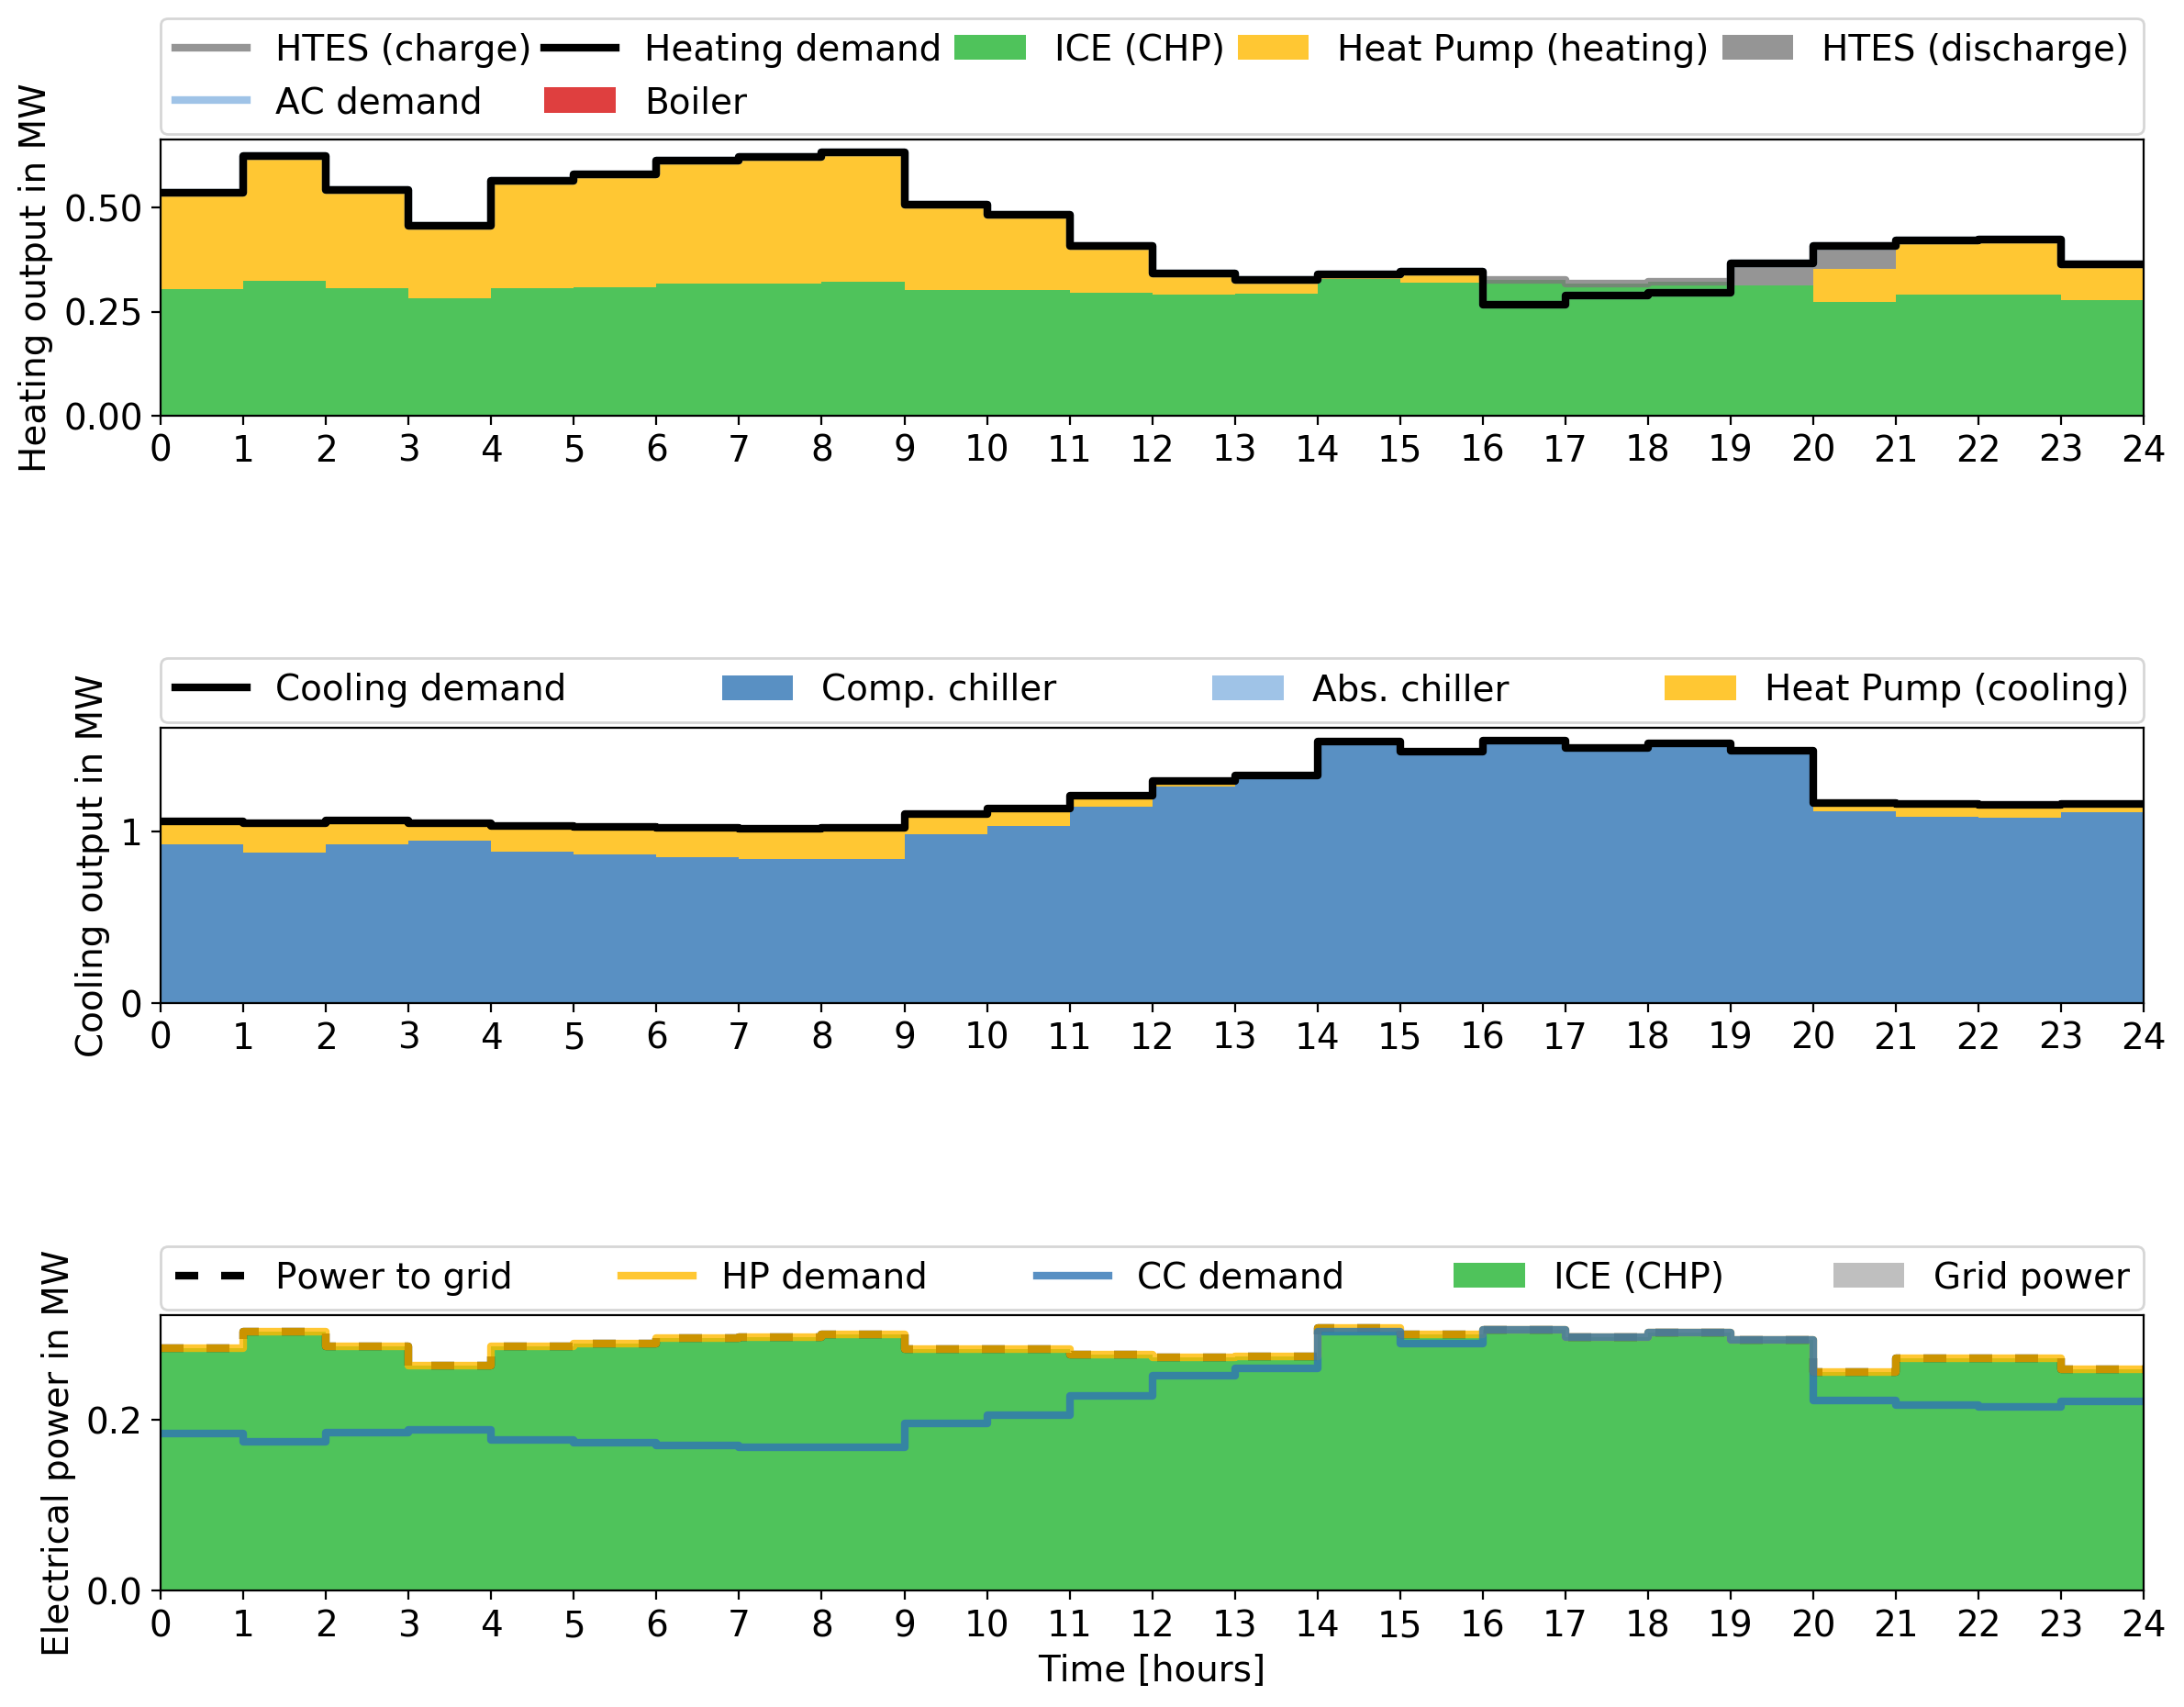 HTES (charge) Heating demand ICE (CHP) Heat Pump (heating) HTES (discharge)
AC demand Boiler
Heating output in MW
0.50
0.25
0.00
0 1 2 3 4 5 6 7 8 9 10 11 12 13 14 15 16 17 18 19 20 21 22 23 24
Cooling demand Comp. chiller Abs. chiller Heat Pump (cooling)
Cooling output in MW
1
0
0 1 2 3 4 5 6 7 8 9 10 11 12 13 14 15 16 17 18 19 20 21 22 23 24
Power to grid HP demand CC demand ICE (CHP) Grid power
Electrical power in MW
0.2
0.0
0 1 2 3 4 5 6 7 8 9 10 11 12 13 14 15 16 17 18 19 20 21 22 23 24
Time [hours]